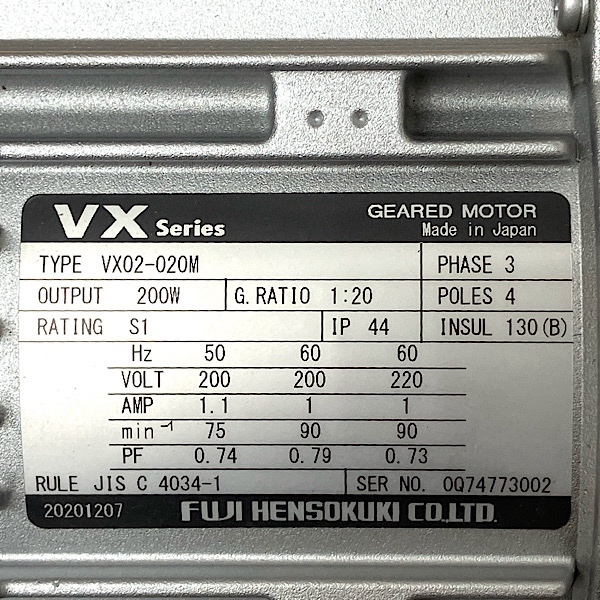 VX Series GEARED MOTOR
Made in Japan
TYPE VX02-020M PHASE 3
OUTPUT 200W G.RATIO 1:20 POLES 4
RATING S1 IP 44 INSUL 130(B)
Hz 50 60 60
VOLT 200 200 220
AMP 1.1 1 1
min⁻¹ 75 90 90
PF 0.74 0.79 0.73
RULE JIS C 4034-1 SER NO. 0Q74773002
20201207 FUJI HENSOKUKI CO.,LTD.